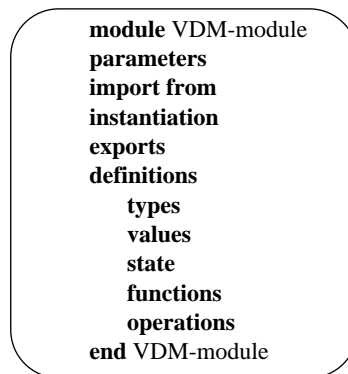 module VDM-module
parameters
import from
instantiation
exports
definitions
types
values
state
functions
operations
end VDM-module